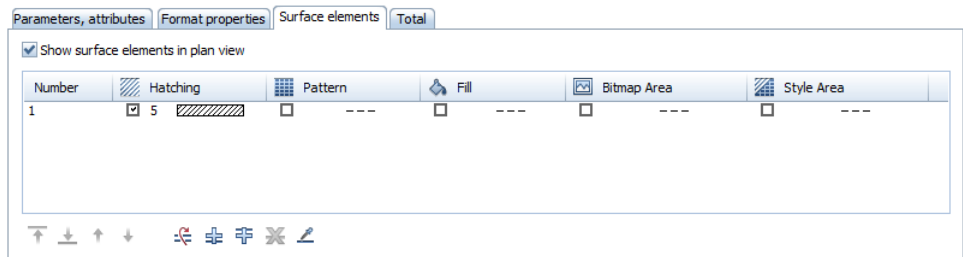 Parameters, attributes Format properties Surface elements Total
Show surface elements in plan view
Number Hatching Pattern Fill Bitmap Area Style Area
1 5 --- --- --- ---